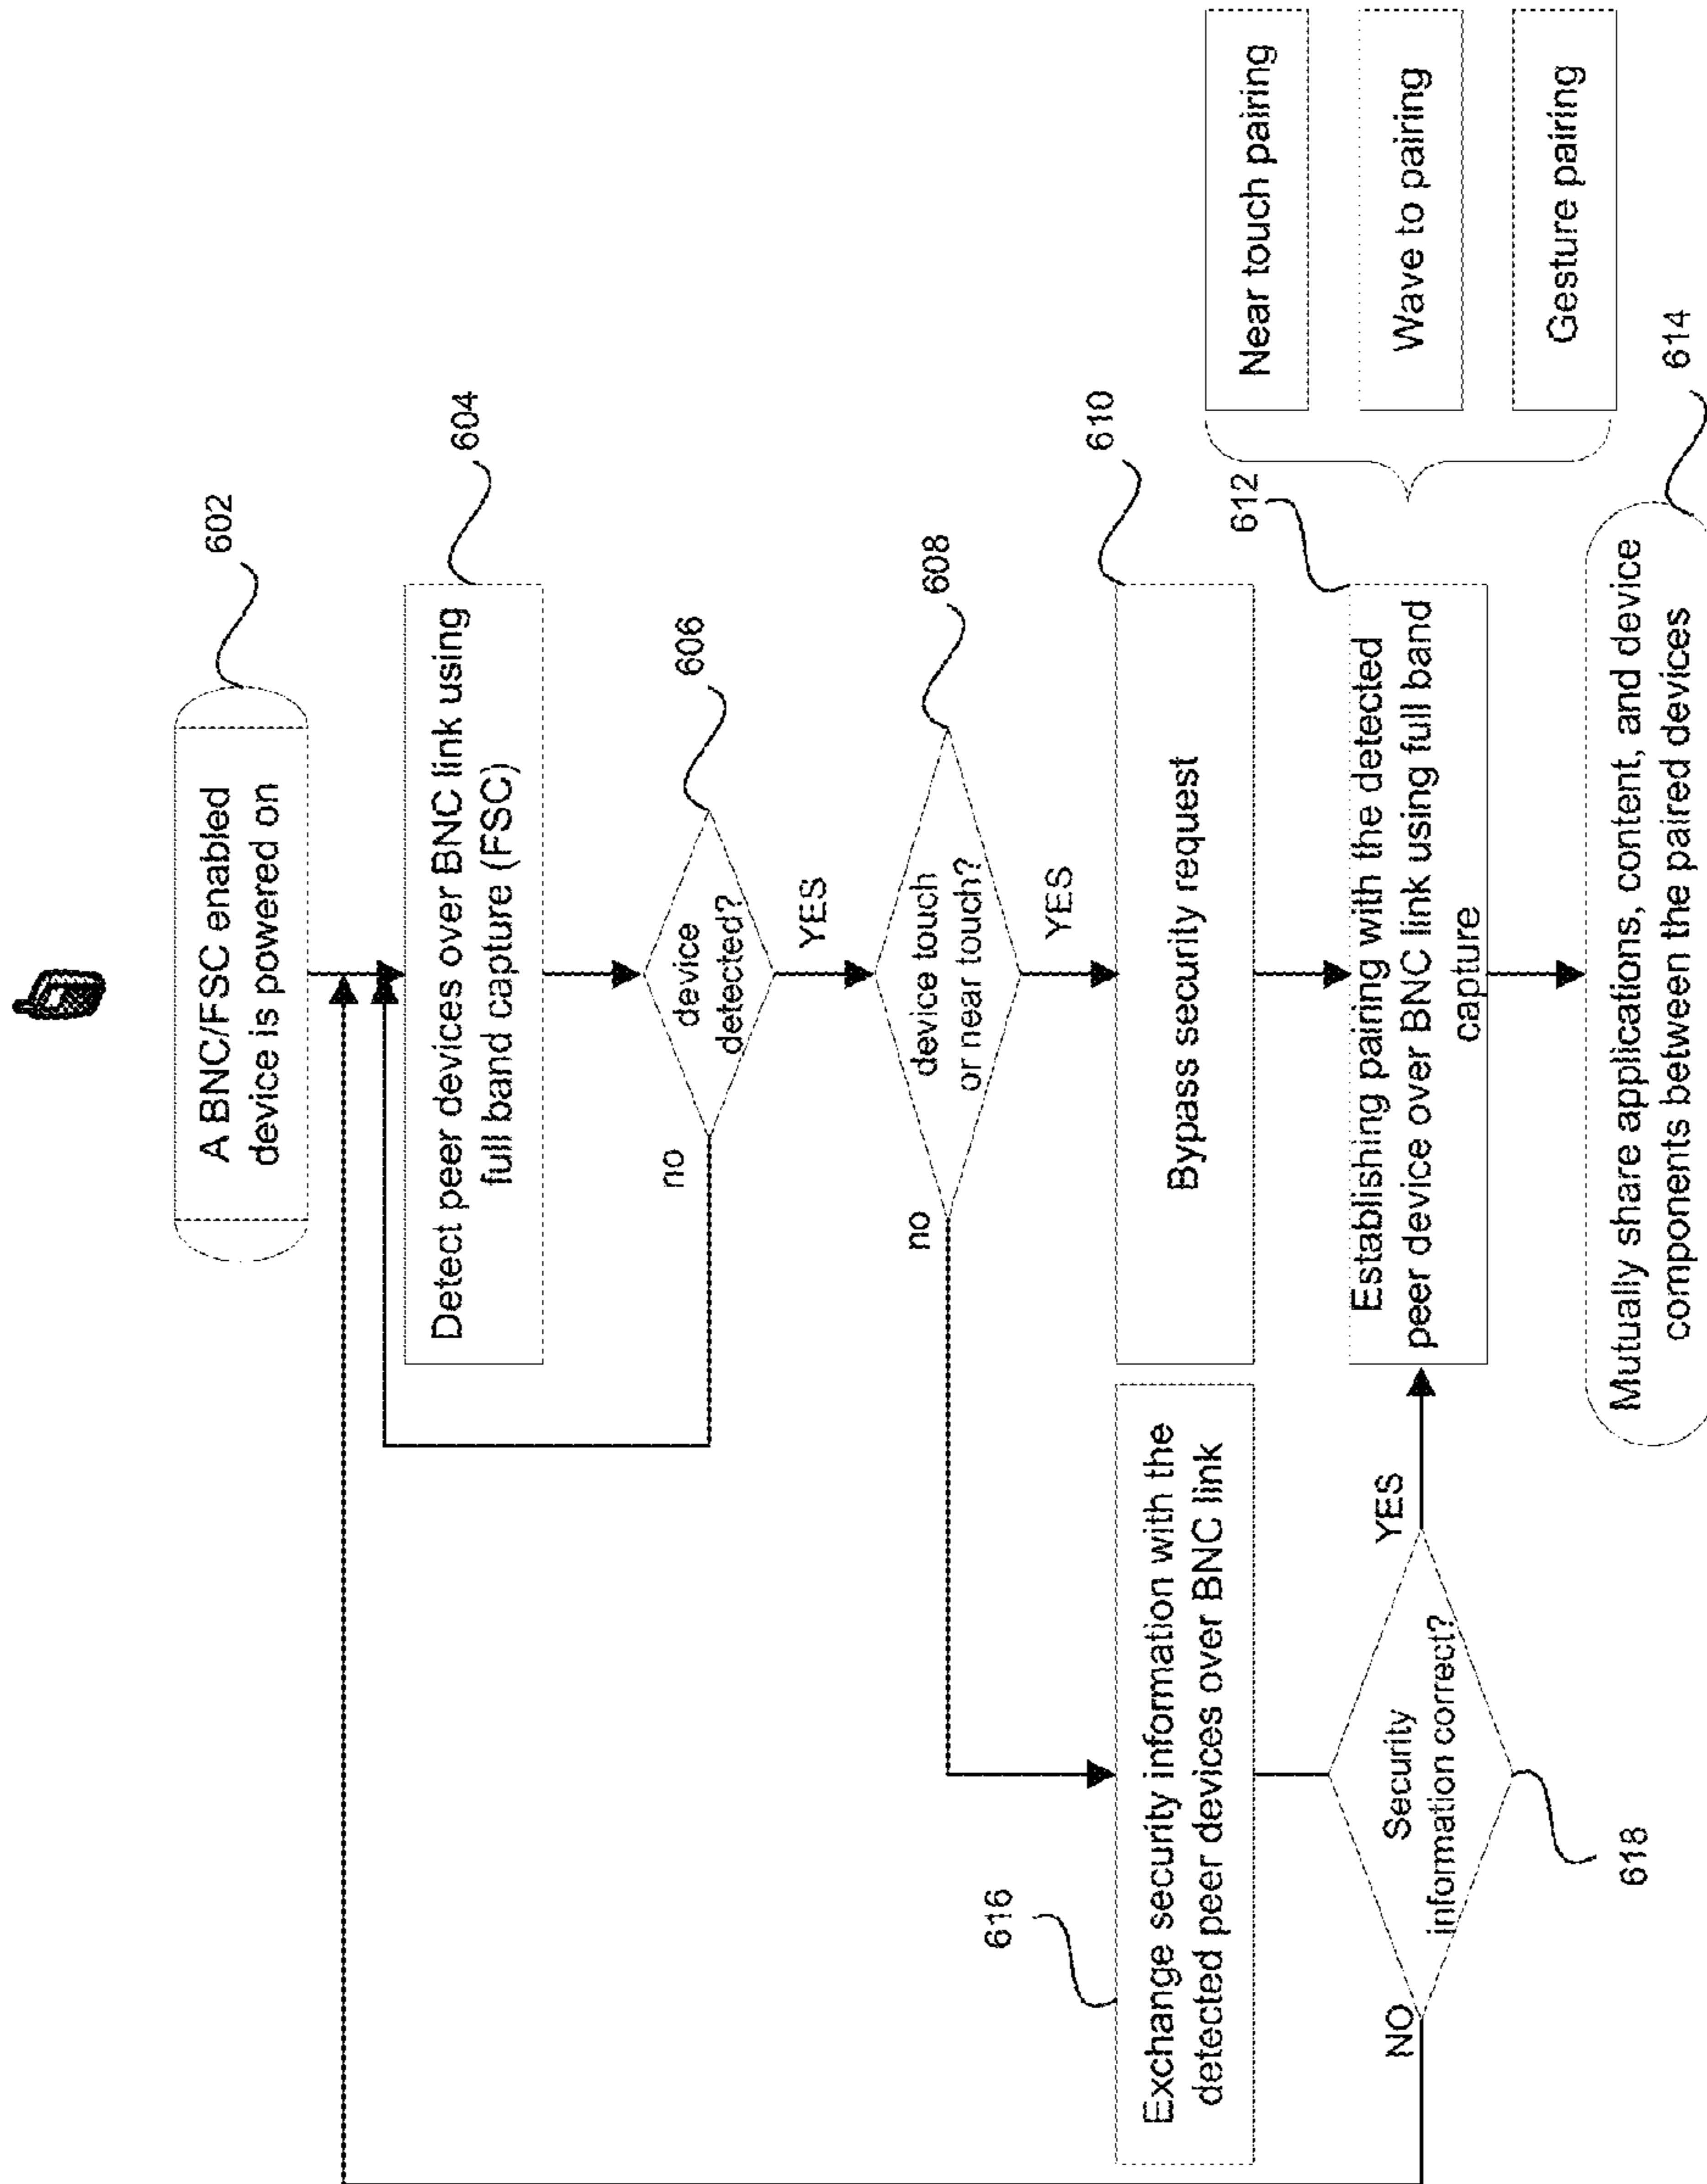 A BNC/FSC enabled
device is powered on
602
Detect peer devices over BNC link using
full band capture (FSC)
604
device
detected?
606
no
YES
device touch
or near touch?
608
no
YES
Exchange security information with the
detected peer devices over BNC link
616
Bypass security request
610
Security
information correct?
618
NO
YES
Establishing pairing with the detected
peer device over BNC link using full band
capture
612
Near touch pairing
Wave to pairing
Gesture pairing
Mutually share applications, content, and device
components between the paired devices
614